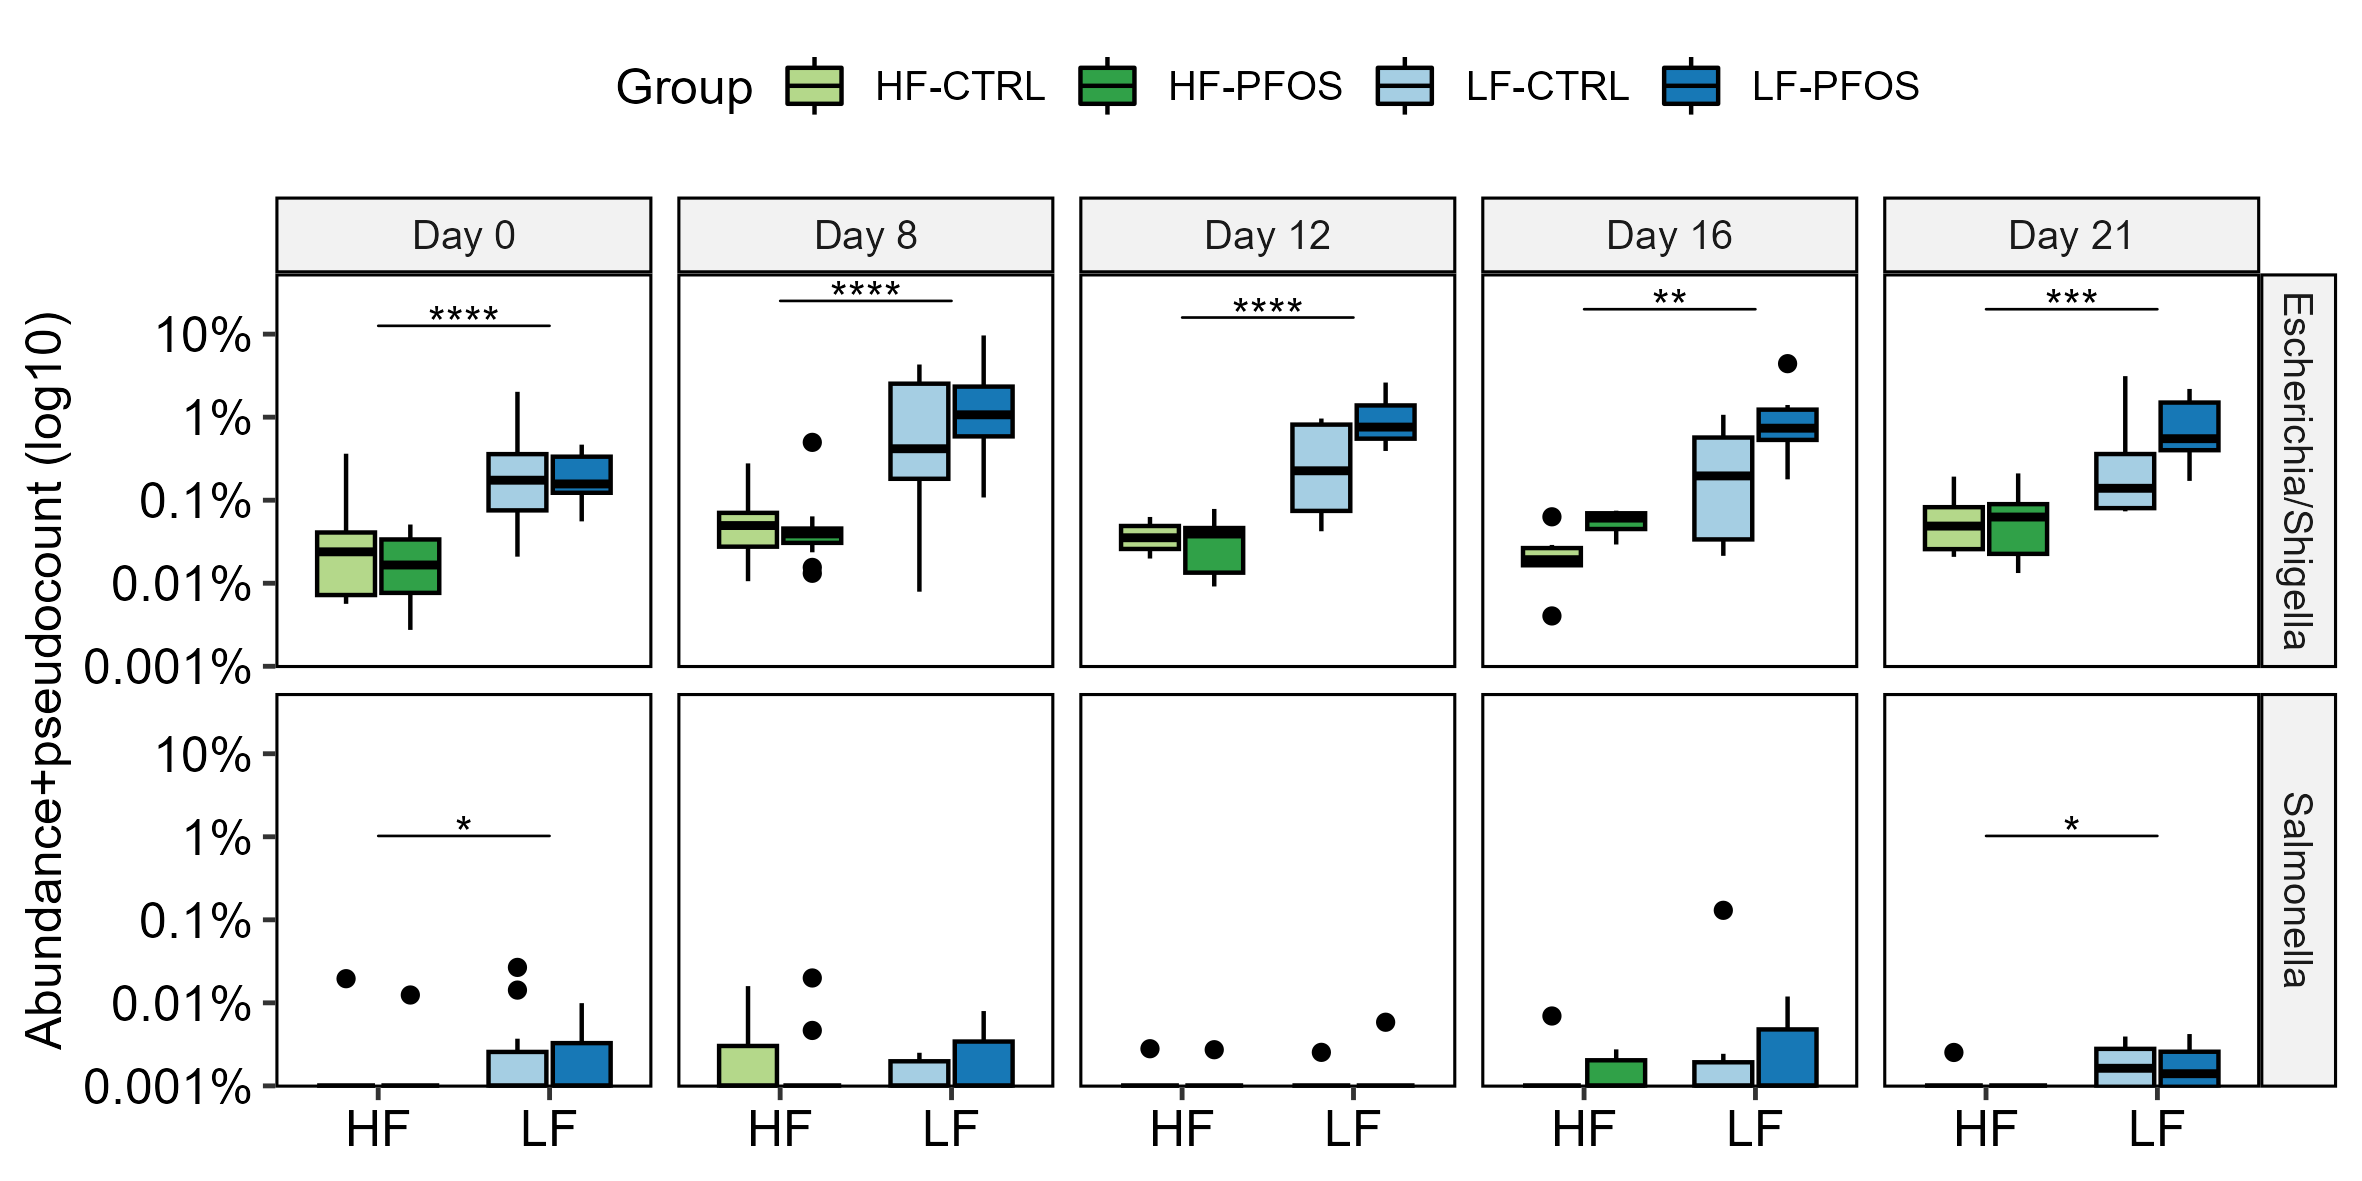 Group HF-CTRL HF-PFOS LF-CTRL LF-PFOS
Day 0 Day 8 Day 12 Day 16 Day 21
**** **** **** ** ***
Abundance+pseudocount (log10)
10%
1%
0.1%
0.01%
0.001%
Escherichia/Shigella
* *
10%
1%
0.1%
0.01%
0.001%
Salmonella
HF LF HF LF HF LF HF LF HF LF